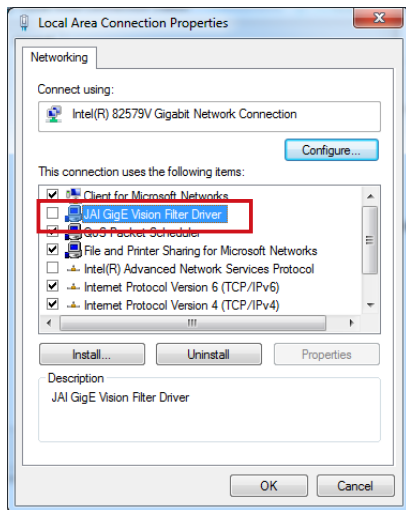 Local Area Connection Properties
Networking
Connect using:
Intel(R) 82579V Gigabit Network Connection
Configure...
This connection uses the following items:
Client for Microsoft Networks
JAI GigE Vision Filter Driver
QoS Packet Scheduler
File and Printer Sharing for Microsoft Networks
Intel(R) Advanced Network Services Protocol
Internet Protocol Version 6 (TCP/IPv6)
Internet Protocol Version 4 (TCP/IPv4)
Install... Uninstall Properties
Description
JAI GigE Vision Filter Driver
OK Cancel